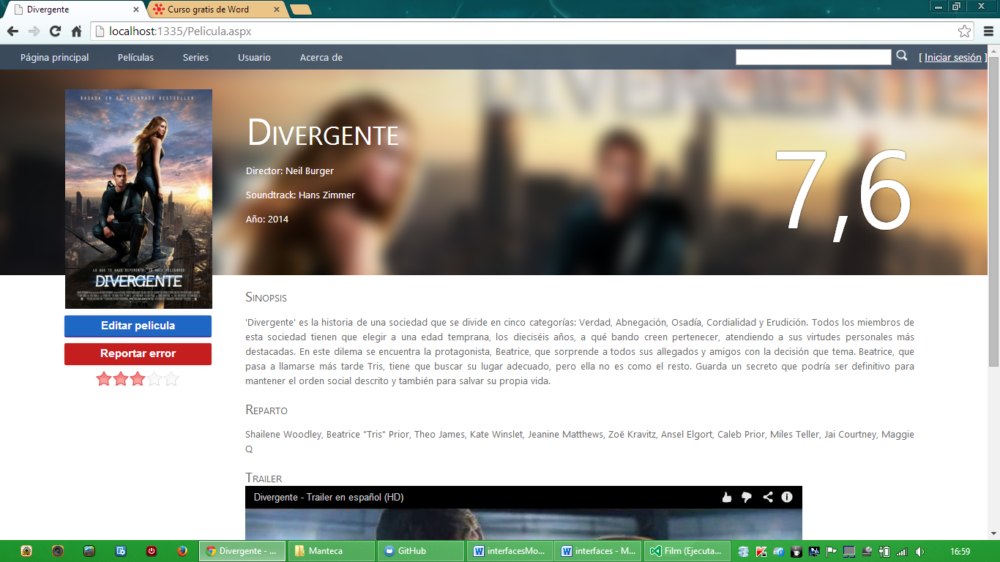 Divergente
Curso gratis de Word
localhost:1335/Pelicula.aspx
Página principal
Películas
Series
Usuario
Acerca de
[ Iniciar sesión ]
BASADA EN EL ACLAMADO BESTSELLER
LO QUE TE HACE DIFERENTE, TE HACE PELIGROSO
DIVERGENTE
PRÓXIMAMENTE
DIVERGENTE
Divergente
Director: Neil Burger
Soundtrack: Hans Zimmer
Año: 2014
7,6
Editar pelicula
Reportar error
Sinopsis
'Divergente' es la historia de una sociedad que se divide en cinco categorías: Verdad, Abnegación, Osadía, Cordialidad y Erudición. Todos los miembros de
esta sociedad tienen que elegir a una edad temprana, los dieciséis años, a qué bando creen pertenecer, atendiendo a sus virtudes personales más
destacadas. En este dilema se encuentra la protagonista, Beatrice, que sorprende a todos sus allegados y amigos con la decisión que tema. Beatrice, que
pasa a llamarse más tarde Tris, tiene que buscar su lugar adecuado, pero ella no es como el resto. Guarda un secreto que podría ser definitivo para
mantener el orden social descrito y también para salvar su propia vida.
Reparto
Shailene Woodley, Beatrice "Tris" Prior, Theo James, Kate Winslet, Jeanine Matthews, Zoë Kravitz, Ansel Elgort, Caleb Prior, Miles Teller, Jai Courtney, Maggie
Q
Trailer
Divergente - Trailer en español (HD)
Divergente - ...
Manteca
GitHub
interfacesMo...
interfaces - M...
Film (Ejecuta...
16:59